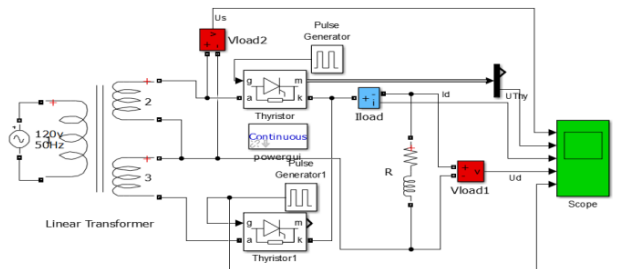 Us
Pulse
Generator
Vload2
g
m
a
k
Thyristor
UThy
Id
Iload
2
120v
50Hz
1
Continuous
powergui
3
Pulse
Generator1
R
Vload1
Ud
Scope
Linear Transformer
g
m
a
k
Thyristor1